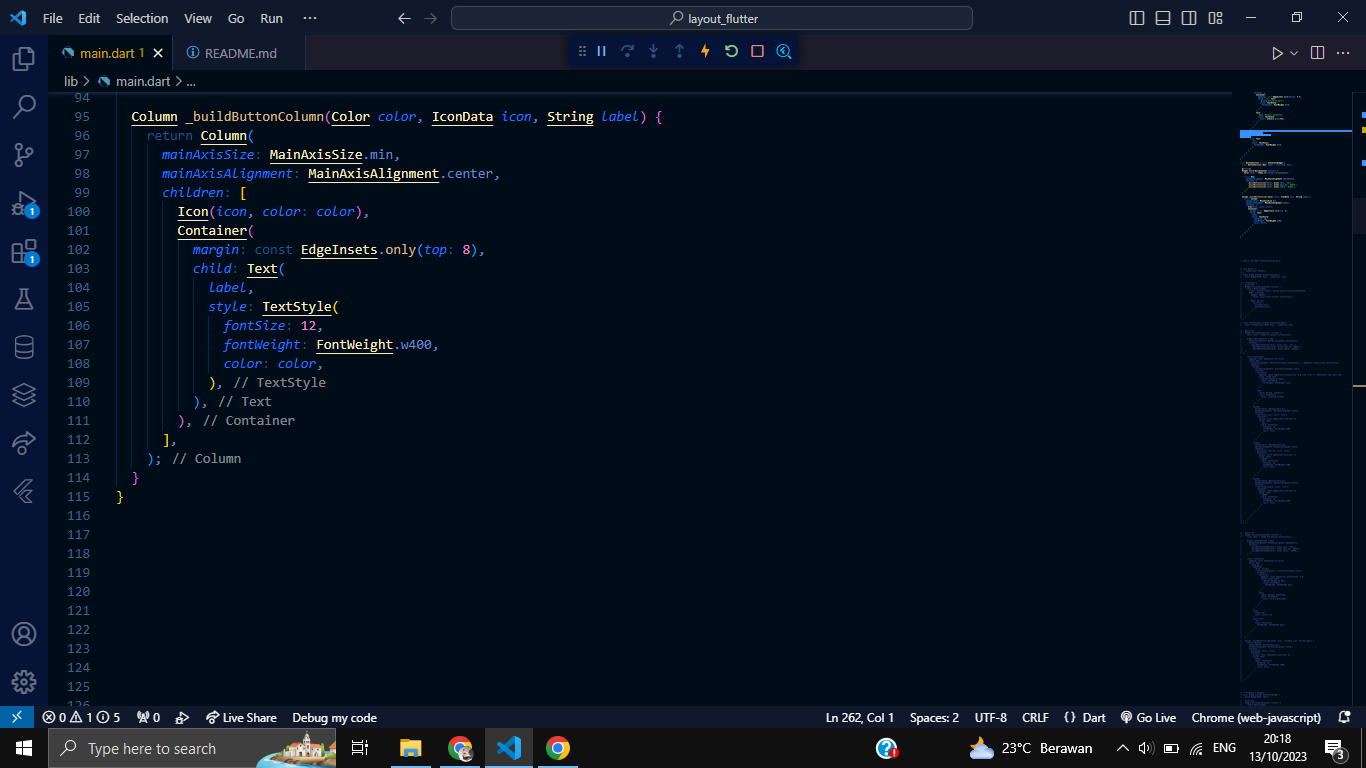 File Edit Selection View Go Run ··· layout_flutter
main.dart 1 README.md
lib > main.dart > ...
94
95 Column _buildButtonColumn(Color color, IconData icon, String label) {
96 return Column(
97 mainAxisSize: MainAxisSize.min,
98 mainAxisAlignment: MainAxisAlignment.center,
99 children: [
100 Icon(icon, color: color),
101 Container(
102 margin: const EdgeInsets.only(top: 8),
103 child: Text(
104 label,
105 style: TextStyle(
106 fontSize: 12,
107 fontWeight: FontWeight.w400,
108 color: color,
109 ), // TextStyle
110 ), // Text
111 ), // Container
112 ],
113 ); // Column
114 }
115 }
116
117
118
119
120
121
122
123
124
125
126
1
1
0 1 5 0 Live Share Debug my code Ln 262, Col 1 Spaces: 2 UTF-8 CRLF {} Dart Go Live Chrome (web-javascript)
Type here to search 23°C Berawan ENG 20:18
13/10/2023 3